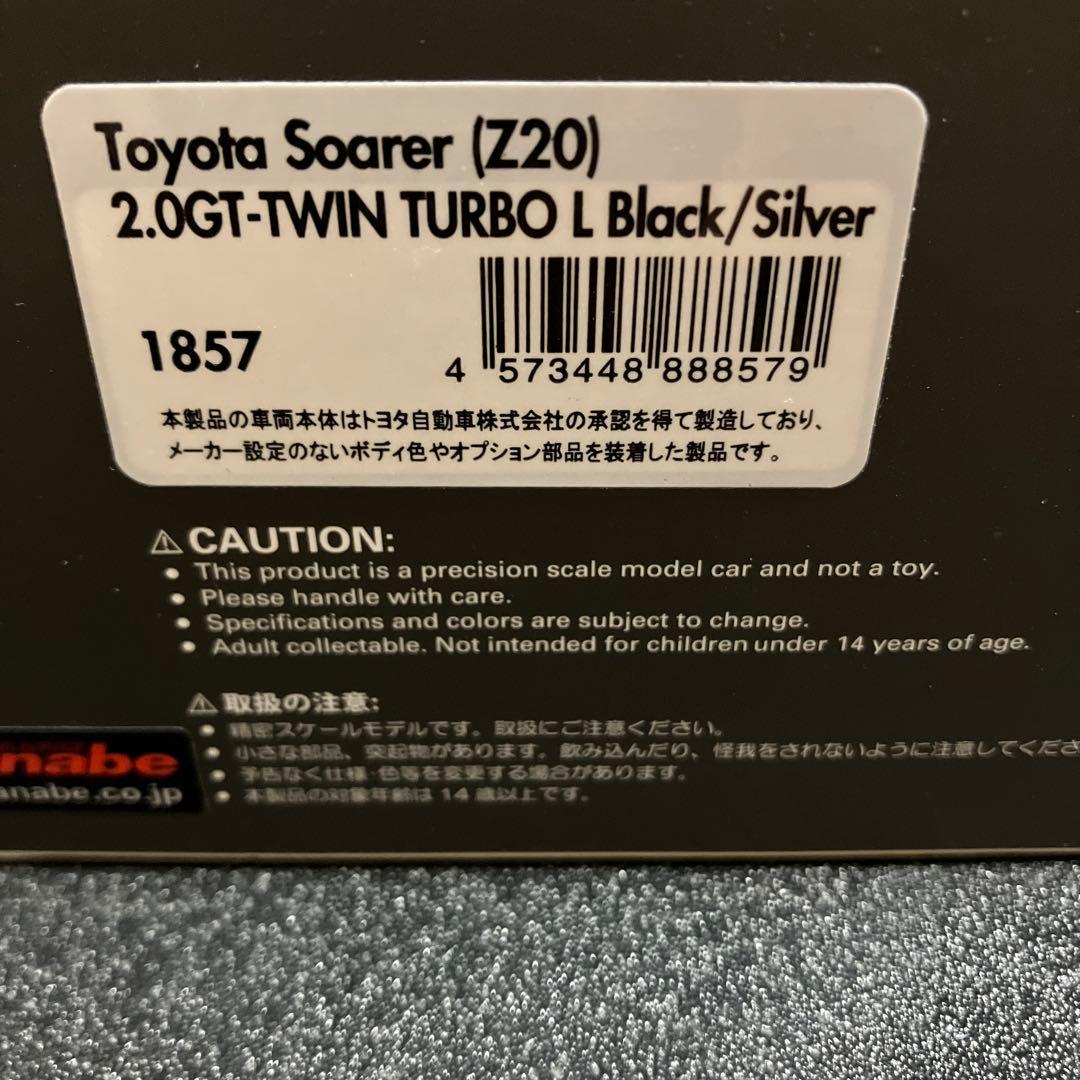 Toyota Soarer (Z20)
2.0GT-TWIN TURBO L Black/Silver
1857
4 573448 888579
本製品の車両本体はトヨタ自動車株式会社の承認を得て製造しており、
メーカー設定のないボディ色やオプション部品を装着した製品です。
⚠ CAUTION:
• This product is a precision scale model car and not a toy.
• Please handle with care.
• Specifications and colors are subject to change.
• Adult collectable. Not intended for children under 14 years of age.
⚠ 取扱の注意:
• 精密スケールモデルです。取扱にご注意ください。
• 小さな部品、突起物があります。飲み込んだり、怪我をされないように注意してくださ
• 予告なく仕様・色等を変更する場合があります。
• 本製品の対象年齢は 14 歳以上です。
nabe
anabe.co.jp